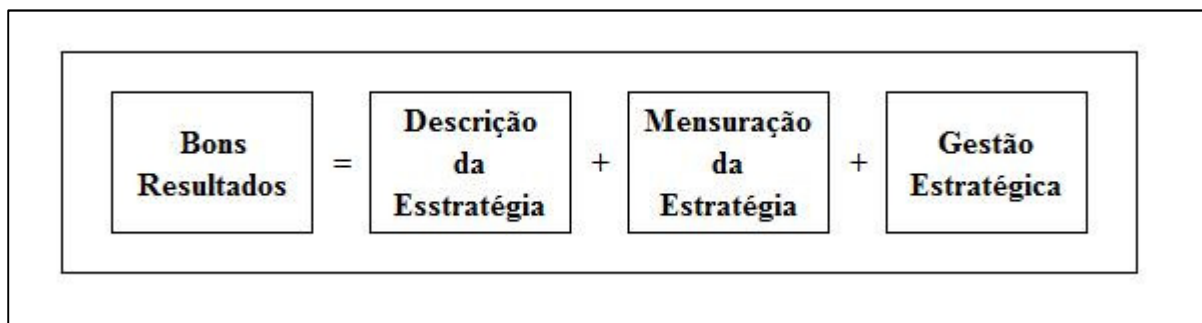 Bons
Resultados
=
Descrição
da
Esstratégia
+
Mensuração
da
Estratégia
+
Gestão
Estratégica